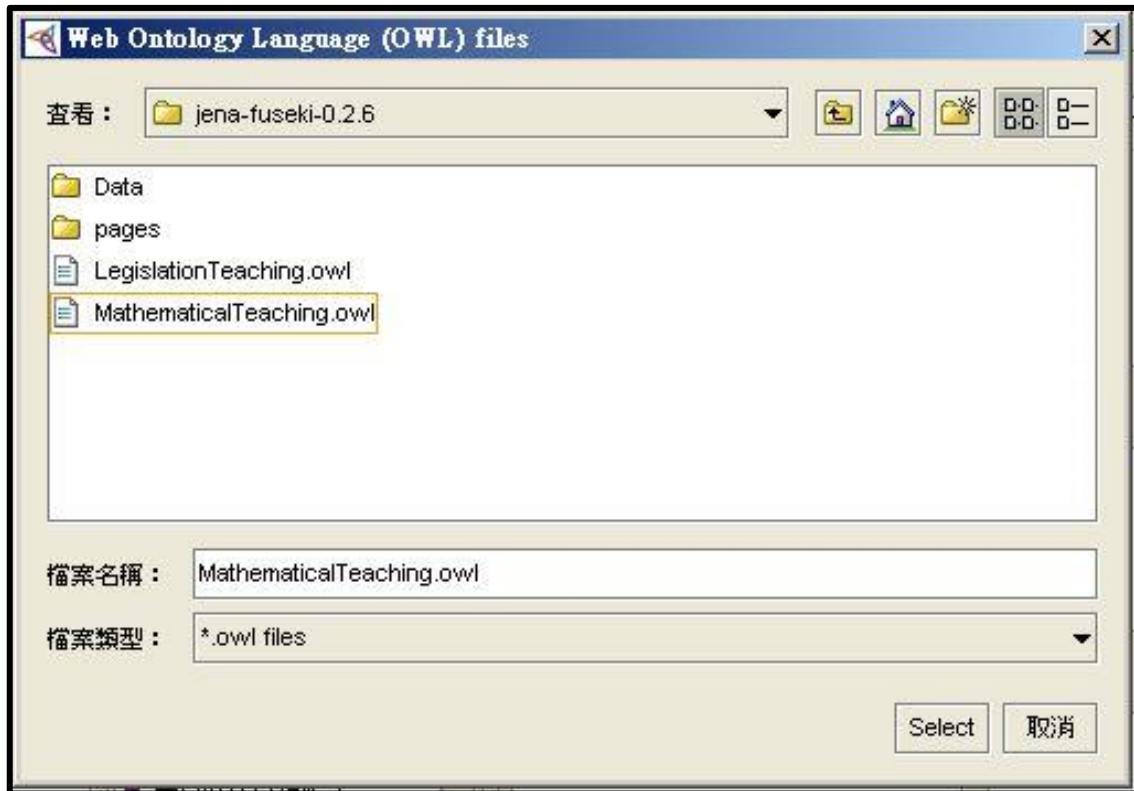 Web Ontology Language (OWL) files
查看：
jena-fuseki-0.2.6
Data
pages
LegislationTeaching.owl
MathematicalTeaching.owl
檔案名稱：
MathematicalTeaching.owl
檔案類型：
*.owl files
Select
取消